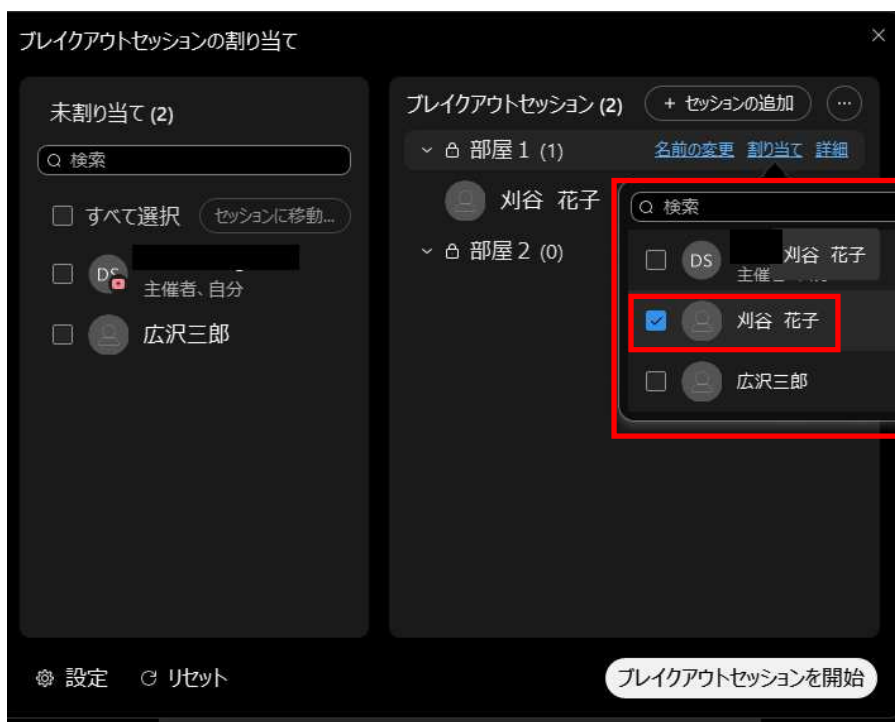 ブレイクアウトセッションの割り当て
未割り当て (2)
検索
すべて選択 セッションに移動...
DS
主催者、自分
広沢三郎
ブレイクアウトセッション (2) + セッションの追加 ...
部屋1 (1) 名前の変更 割り当て 詳細
刈谷 花子
部屋2 (0)
検索
DS 刈谷 花子
主催
刈谷 花子
広沢三郎
設定 リセット
ブレイクアウトセッションを開始